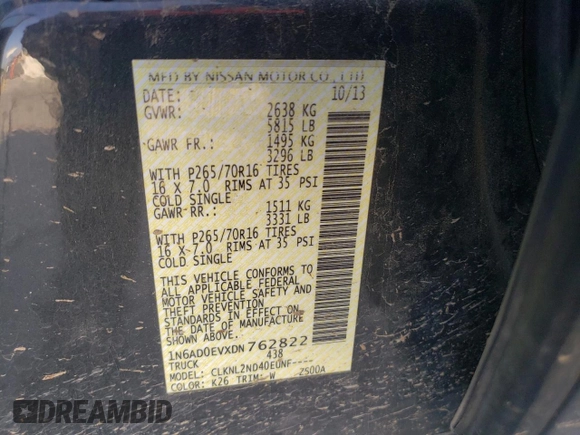 MFD BY NISSAN MOTOR CO., LTD
DATE: 10/13
GVWR: 2638 KG
5815 LB
GAWR FR.: 1495 KG
3296 LB
WITH P265/70R16 TIRES
16 X 7.0 RIMS AT 35 PSI
COLD SINGLE
GAWR RR.: 1511 KG
3331 LB
WITH P265/70R16 TIRES
16 X 7.0 RIMS AT 35 PSI
COLD SINGLE
THIS VEHICLE CONFORMS TO
ALL APPLICABLE FEDERAL
MOTOR VEHICLE SAFETY AND
THEFT PREVENTION
STANDARDS IN EFFECT ON
THE DATE OF MANUFACTURE
SHOWN ABOVE.
1N6AD0EVXDN762822
TRUCK 438
MODEL: CLKNL2ND40EUNF----
COLOR: K26 TRIM: W 2S00A
DREAMBID